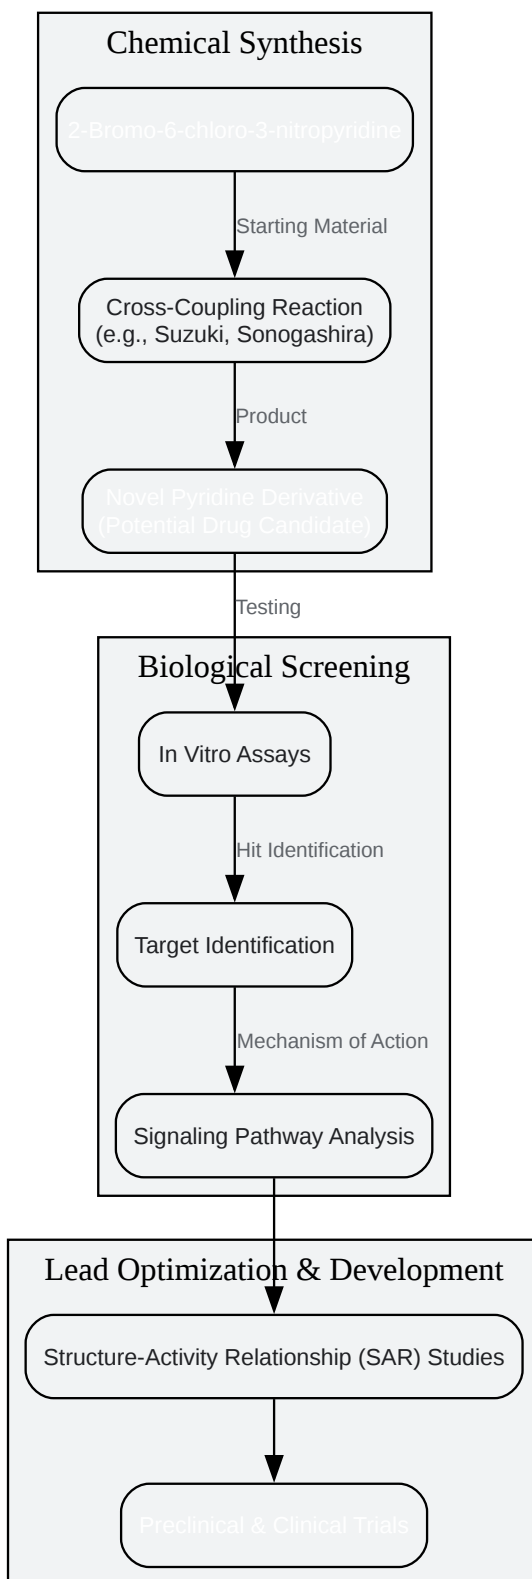 Chemical Synthesis
2-Bromo-6-chloro-3-nitropyridine
Starting Material
Cross-Coupling Reaction
(e.g., Suzuki, Sonogashira)
Product
Novel Pyridine Derivative
(Potential Drug Candidate)
Testing
Biological Screening
In Vitro Assays
Hit Identification
Target Identification
Mechanism of Action
Signaling Pathway Analysis
Lead Optimization & Development
Structure-Activity Relationship (SAR) Studies
Preclinical & Clinical Trials